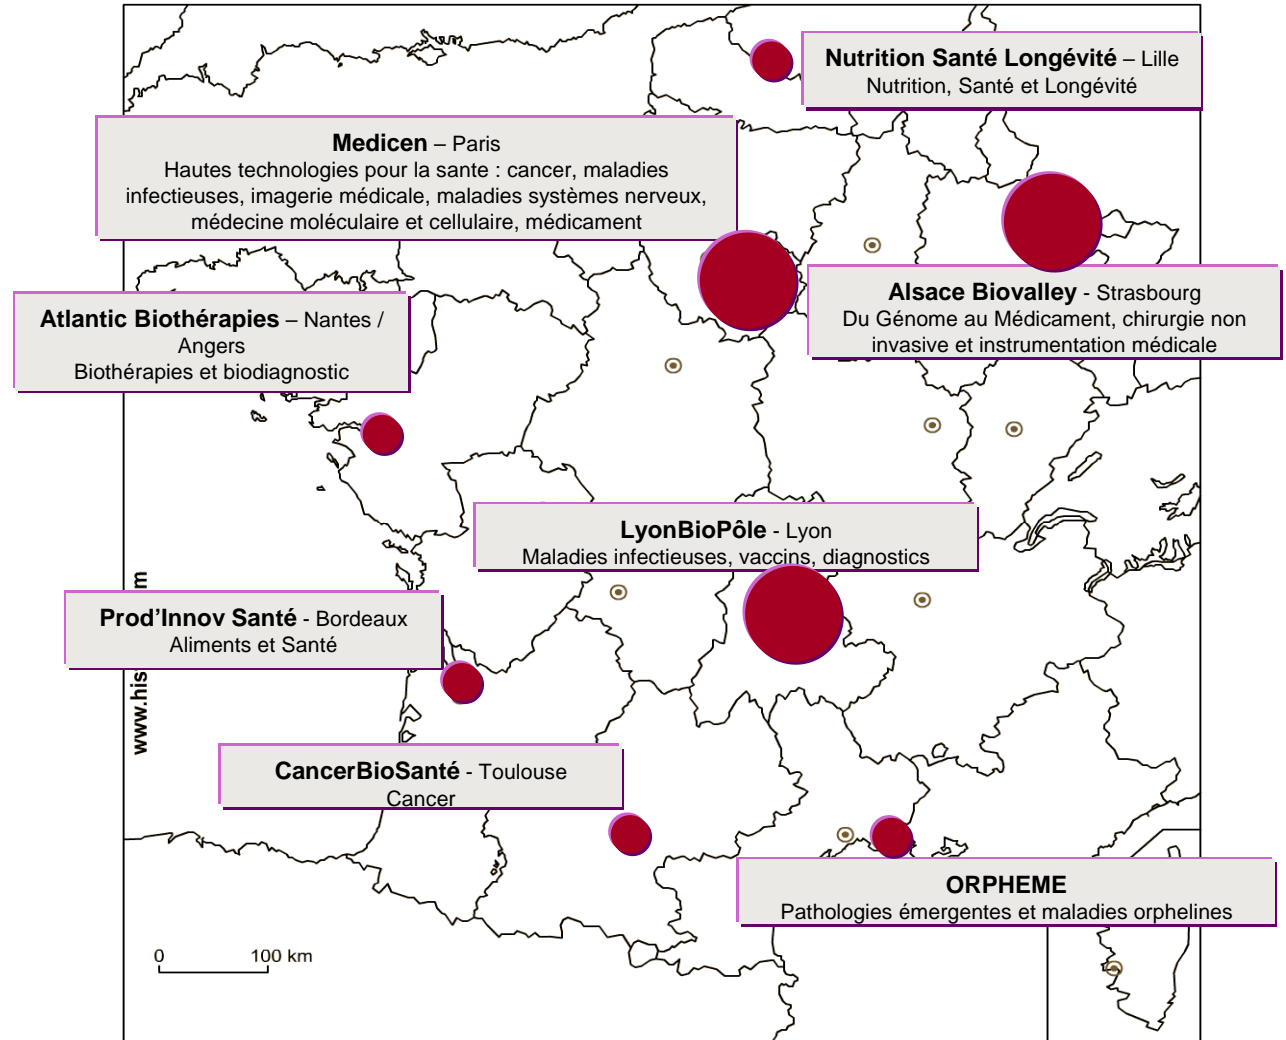 Nutrition Santé Longévité – Lille
Nutrition, Santé et Longévité
Medicen – Paris
Hautes technologies pour la sante : cancer, maladies
infectieuses, imagerie médicale, maladies systèmes nerveux,
médecine moléculaire et cellulaire, médicament
Alsace Biovalley - Strasbourg
Du Génome au Médicament, chirurgie non
invasive et instrumentation médicale
Atlantic Biothérapies – Nantes /
Angers
Biothérapies et biodiagnostic
LyonBioPôle - Lyon
Maladies infectieuses, vaccins, diagnostics
Prod'Innov Santé - Bordeaux
Aliments et Santé
CancerBioSanté - Toulouse
Cancer
ORPHEME
Pathologies émergentes et maladies orphelines
0 100 km